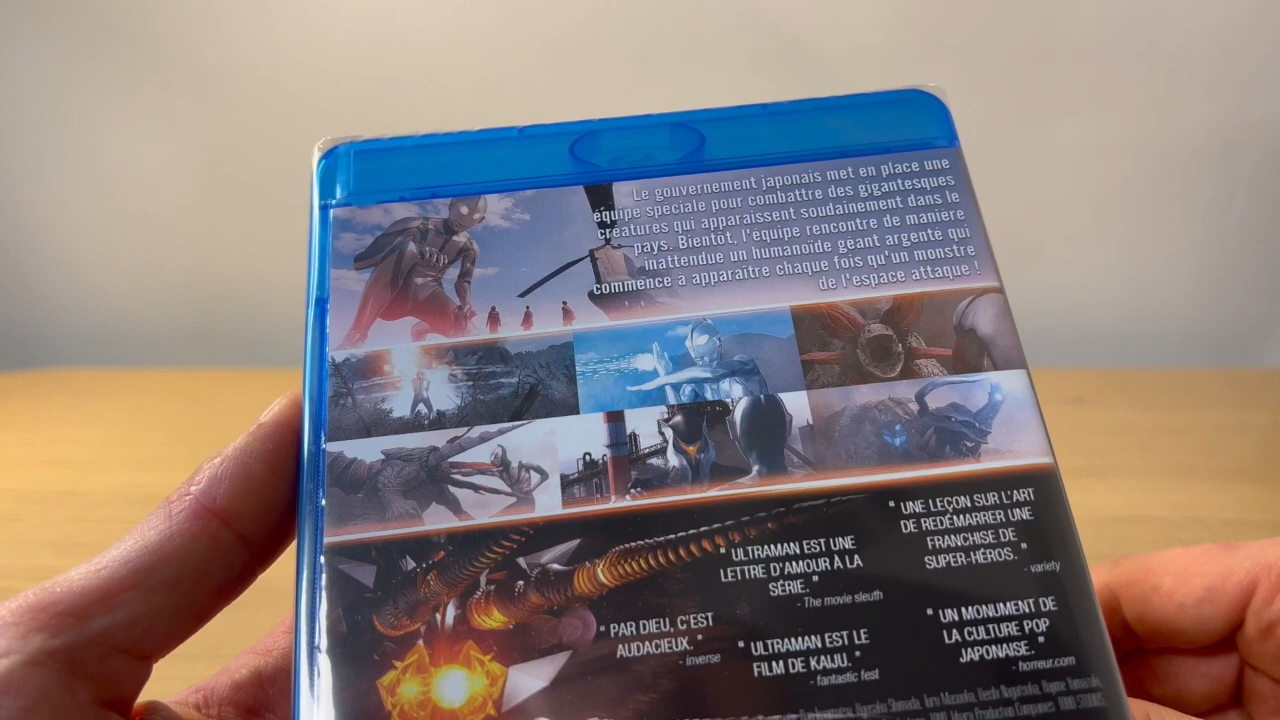 Le gouvernement japonais met en place une
équipe spéciale pour combattre des gigantesques
créatures qui apparaissent soudainement dans le
pays. Bientôt, l'équipe rencontre de manière
inattendue un humanoïde géant argenté qui
commence à apparaître chaque fois qu'un monstre
de l'espace attaque !
“ UNE LEÇON SUR L'ART
DE REDÉMARRER UNE
FRANCHISE DE
SUPER-HÉROS. ”
- variety
“ ULTRAMAN EST UNE
LETTRE D'AMOUR À LA
SÉRIE. ”
- The movie sleuth
“ PAR DIEU, C'EST
AUDACIEUX. ”
- inverse
“ ULTRAMAN EST LE
FILM DE KAIJU. ”
- fantastic fest
“ UN MONUMENT DE
LA CULTURE POP
JAPONAISE. ”
- horreur.com